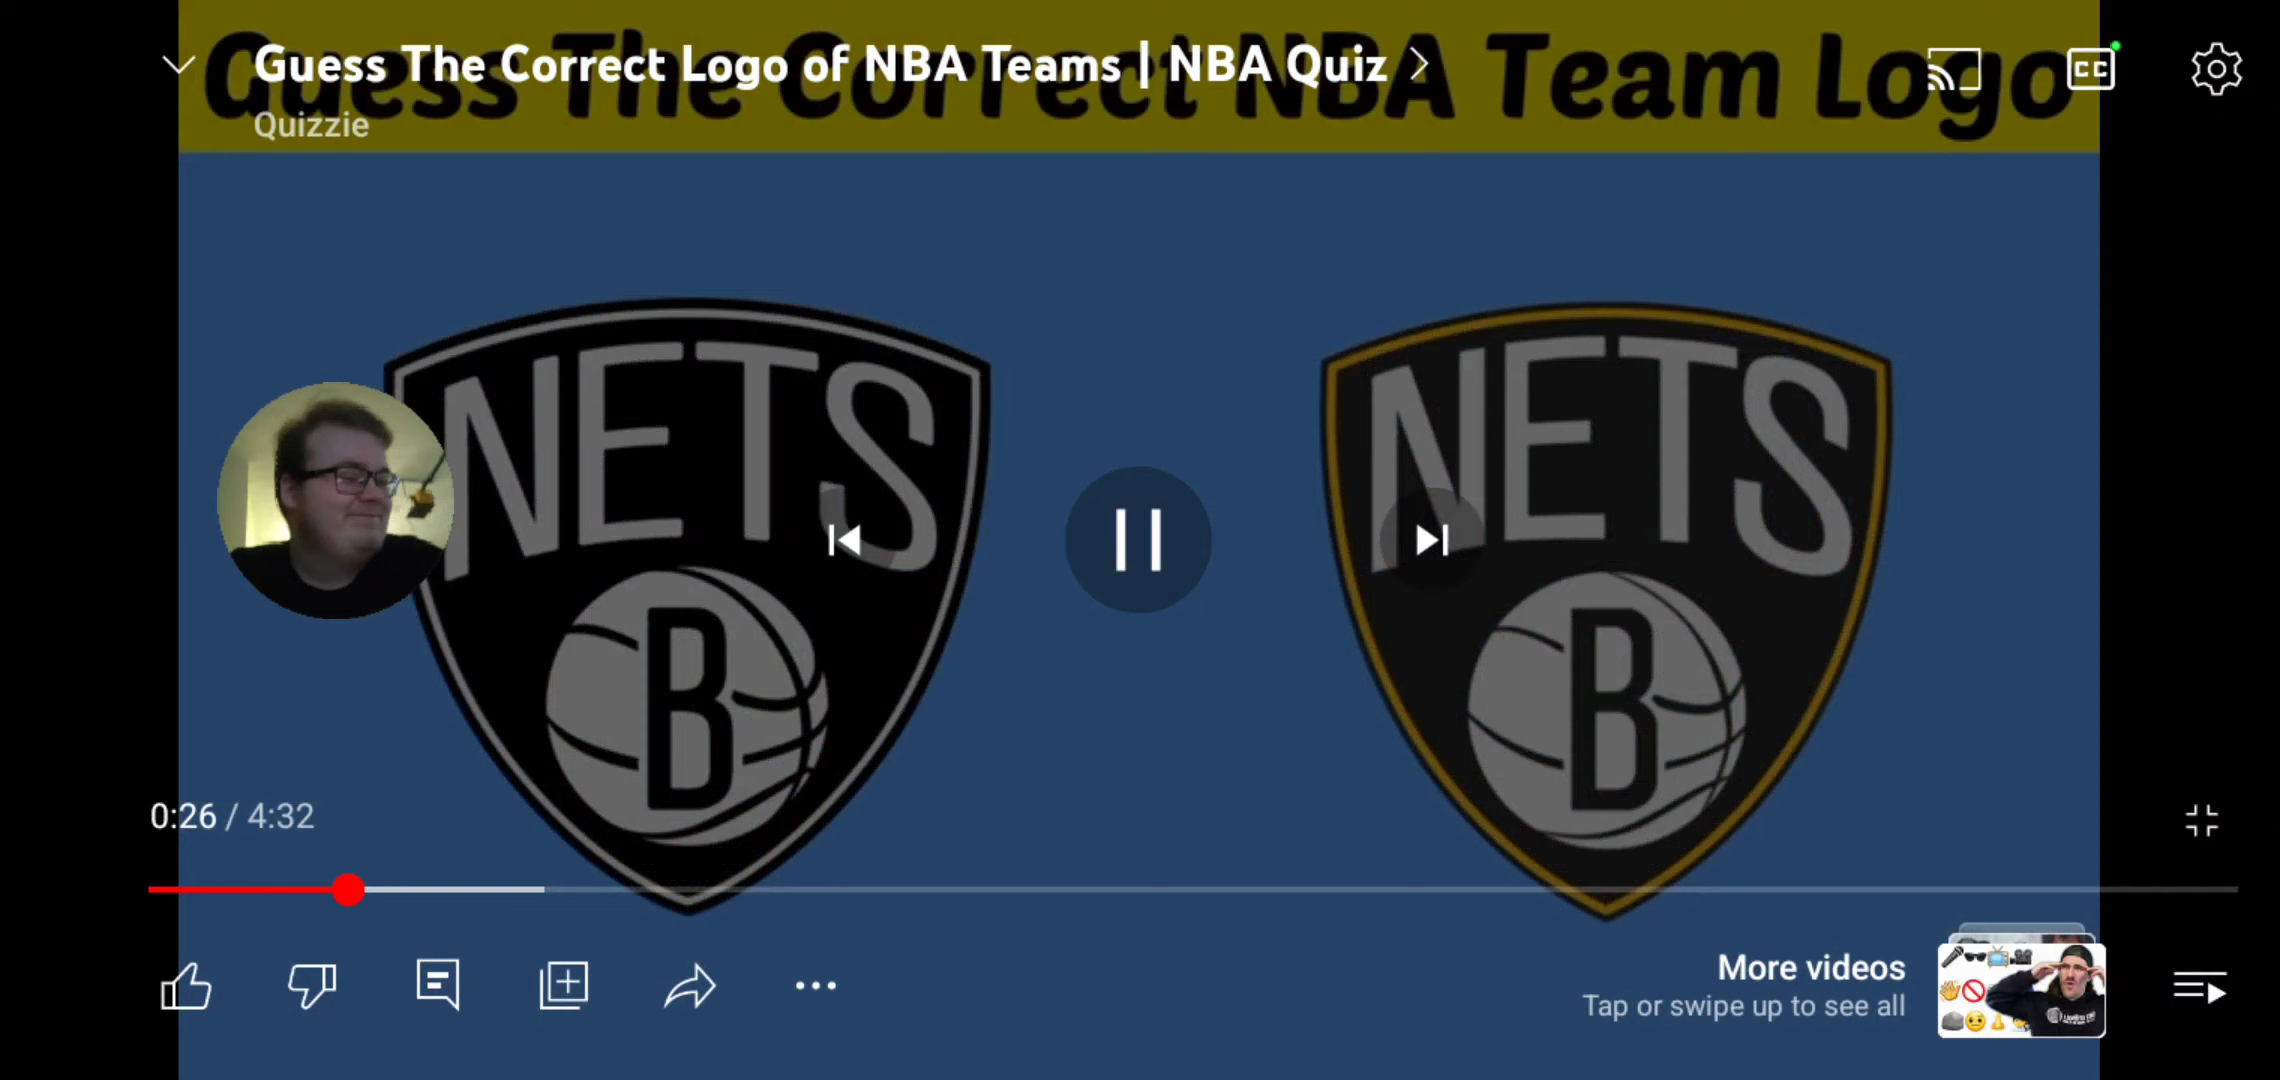 Guess The Correct NBA Team Logo
Guess The Correct Logo of NBA Teams | NBA Quiz
CC
Quizzie
NETS
B
NETS
B
0:26 / 4:32
More videos
Tap or swipe up to see all